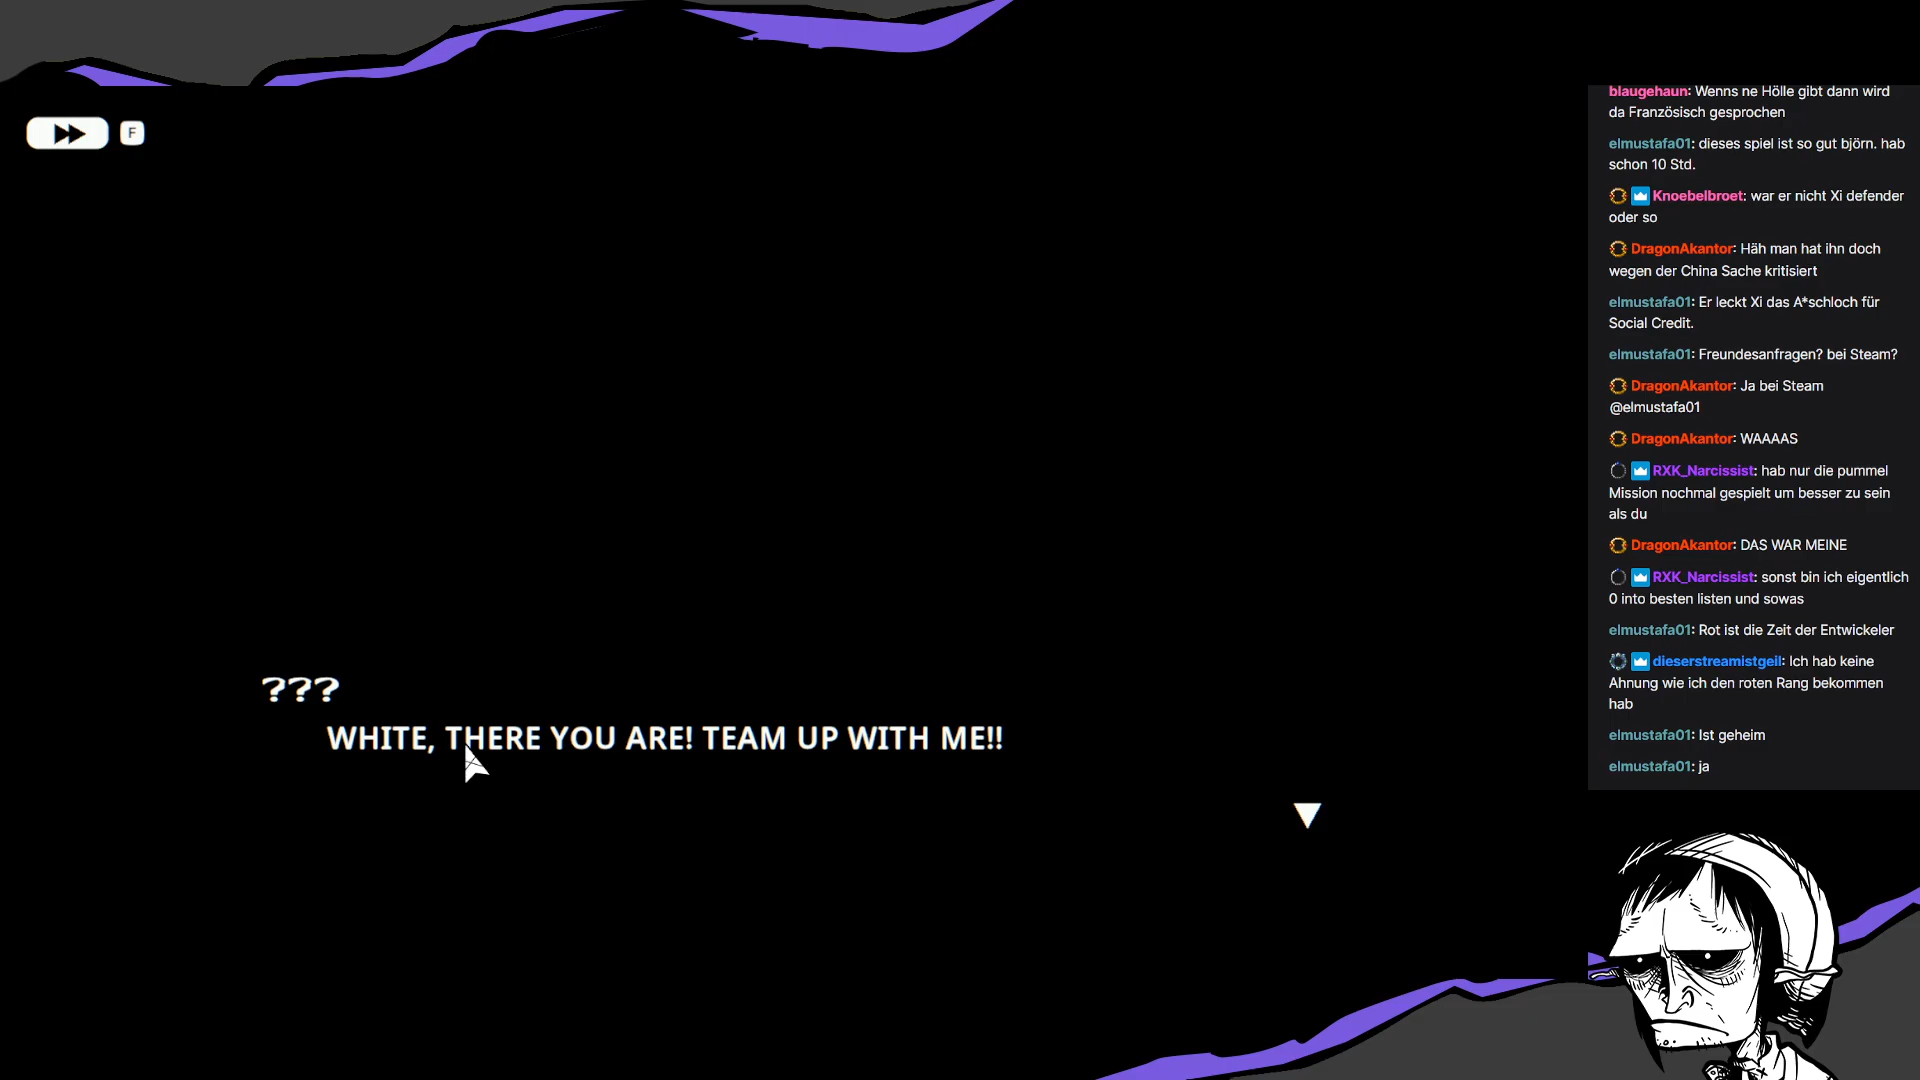 F
???
WHITE, THERE YOU ARE! TEAM UP WITH ME!!
blaugehaun: Wenns ne Hölle gibt dann wird
da Französisch gesprochen
elmustafa01: dieses spiel ist so gut björn. hab
schon 10 Std.
Knoebelbroet: war er nicht Xi defender
oder so
DragonAkantor: Häh man hat ihn doch
wegen der China Sache kritisiert
elmustafa01: Er leckt Xi das A*schloch für
Social Credit.
elmustafa01: Freundesanfragen? bei Steam?
DragonAkantor: Ja bei Steam
@elmustafa01
DragonAkantor: WAAAAS
RXK_Narcissist: hab nur die pummel
Mission nochmal gespielt um besser zu sein
als du
DragonAkantor: DAS WAR MEINE
RXK_Narcissist: sonst bin ich eigentlich
0 into besten listen und sowas
elmustafa01: Rot ist die Zeit der Entwickeler
dieserstreamistgeil: Ich hab keine
Ahnung wie ich den roten Rang bekommen
hab
elmustafa01: Ist geheim
elmustafa01: ja